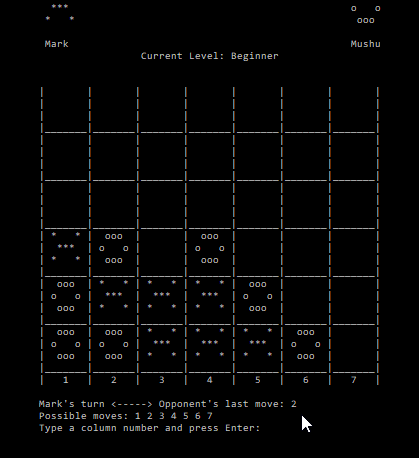 Mark Mushu
Current Level: Beginner
1 2 3 4 5 6 7
Mark's turn <-----> Opponent's last move: 2
Possible moves: 1 2 3 4 5 6 7
Type a column number and press Enter: